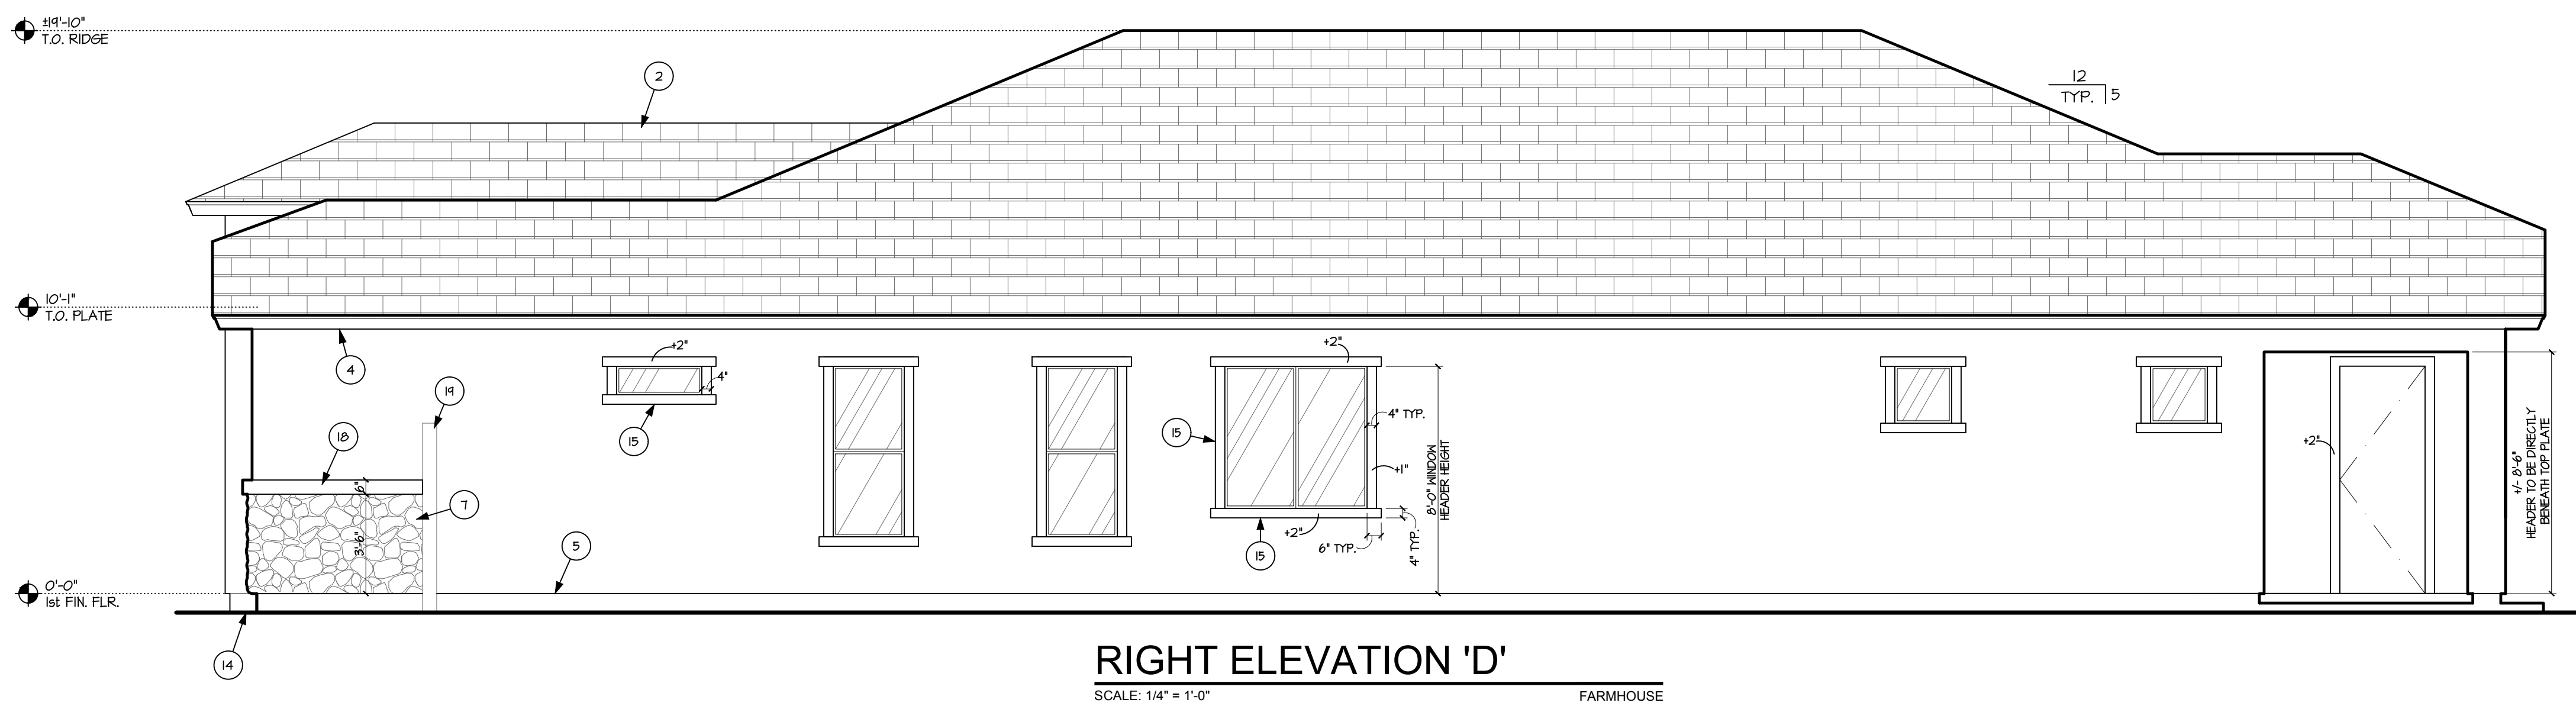 ±19'-10"
T.O. RIDGE
2
12
TYP.
5
10'-1"
T.O. PLATE
4
+2"
4"
15
19
18
6"
7
3'-6"
5
+2"
15
4" TYP.
+1"
8'-0" WINDOW
HEADER HEIGHT
+2"
6" TYP.
4" TYP.
15
+2"
+/- 8'-6"
HEADER TO BE DIRECTLY
BENEATH TOP PLATE
0'-0"
1st FIN. FLR.
14
RIGHT ELEVATION 'D'
SCALE: 1/4" = 1'-0"
FARMHOUSE